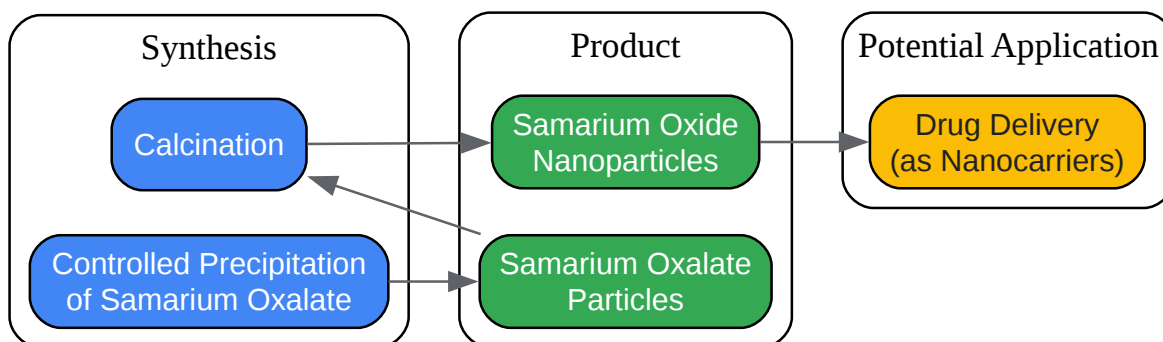 Synthesis
Calcination
Controlled Precipitation
of Samarium Oxalate
Product
Samarium Oxide
Nanoparticles
Samarium Oxalate
Particles
Potential Application
Drug Delivery
(as Nanocarriers)